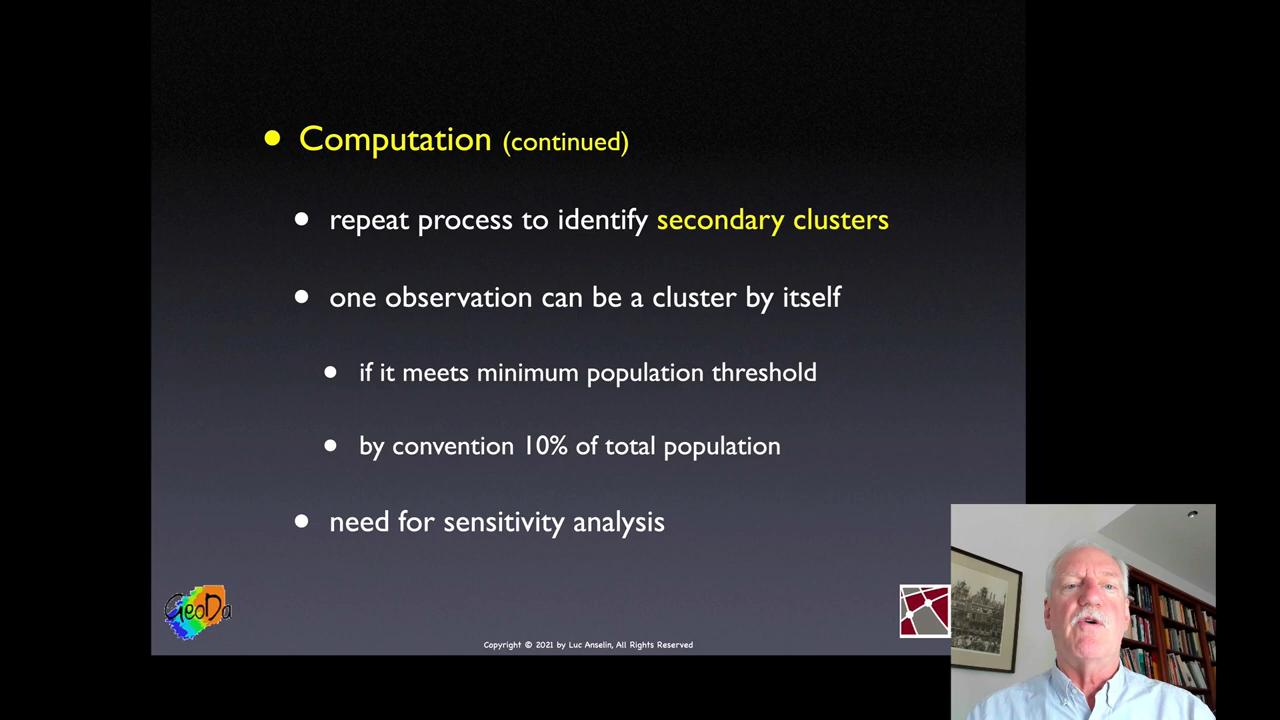 Computation (continued)
repeat process to identify secondary clusters
one observation can be a cluster by itself
if it meets minimum population threshold
by convention 10% of total population
need for sensitivity analysis
GeoDa
Copyright © 2021 by Luc Anselin, All Rights Reserved